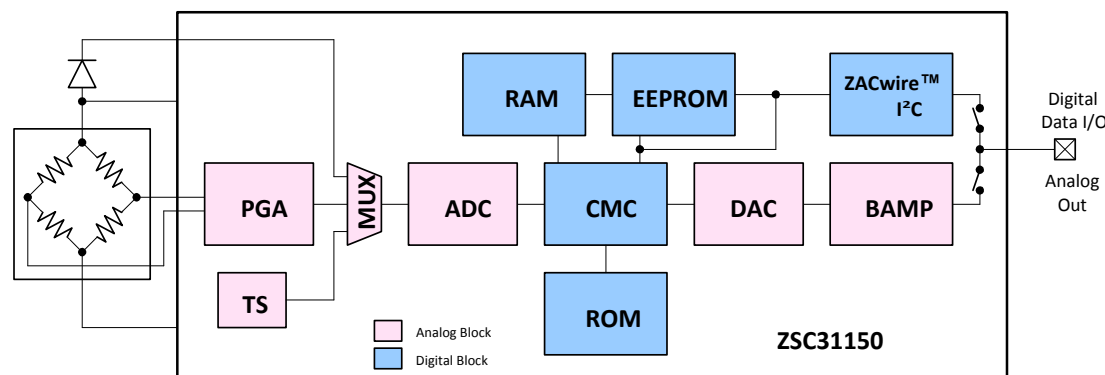 RAM
EEPROM
ZACwire™
I²C
Digital
Data I/O
PGA
MUX
ADC
CMC
DAC
BAMP
Analog
Out
TS
ROM
Analog Block
Digital Block
ZSC31150